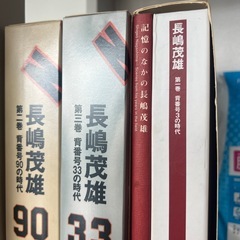 長嶋茂雄
第二巻 背番号90の時代
90
長嶋茂雄
第三巻 背番号33の時代
33
記憶のなかの長嶋茂雄
長嶋茂雄
第一巻 背番号3の時代